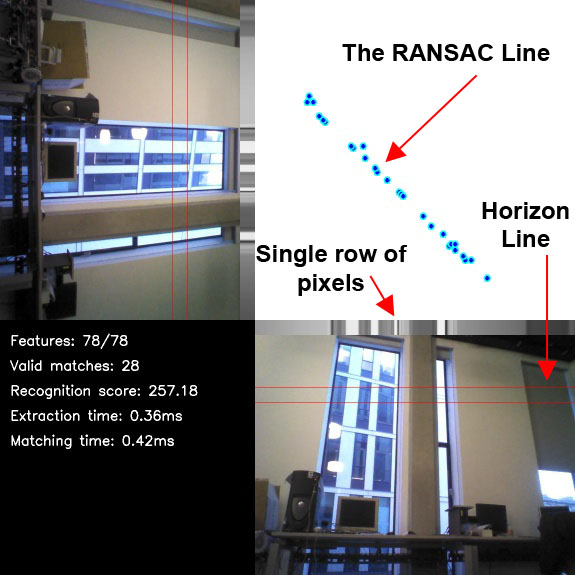 The RANSAC Line
Horizon
Line
Single row of
pixels
Features: 78/78
Valid matches: 28
Recognition score: 257.18
Extraction time: 0.36ms
Matching time: 0.42ms